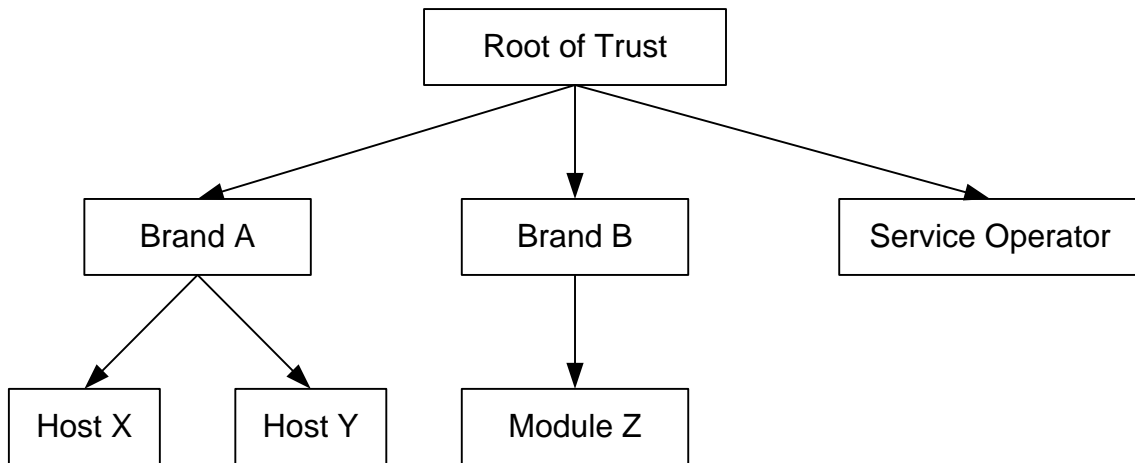 Root of Trust
Brand A
Brand B
Service Operator
Host X
Host Y
Module Z